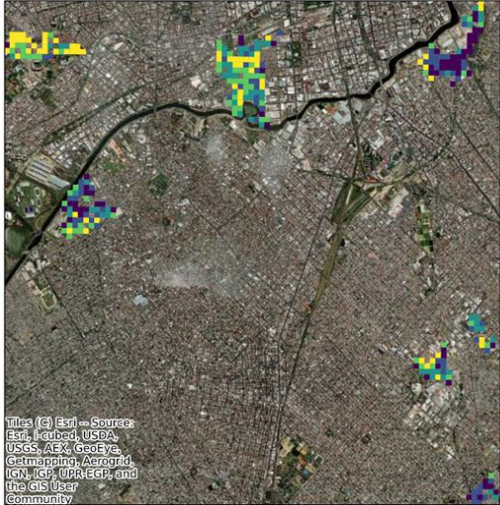 Tiles (C) Esri -- Source:
Esri, i-cubed, USDA,
USGS, AEX, GeoEye,
Getmapping, Aerogrid,
IGN, IGP, UPR-EGP, and
the GIS User
Community